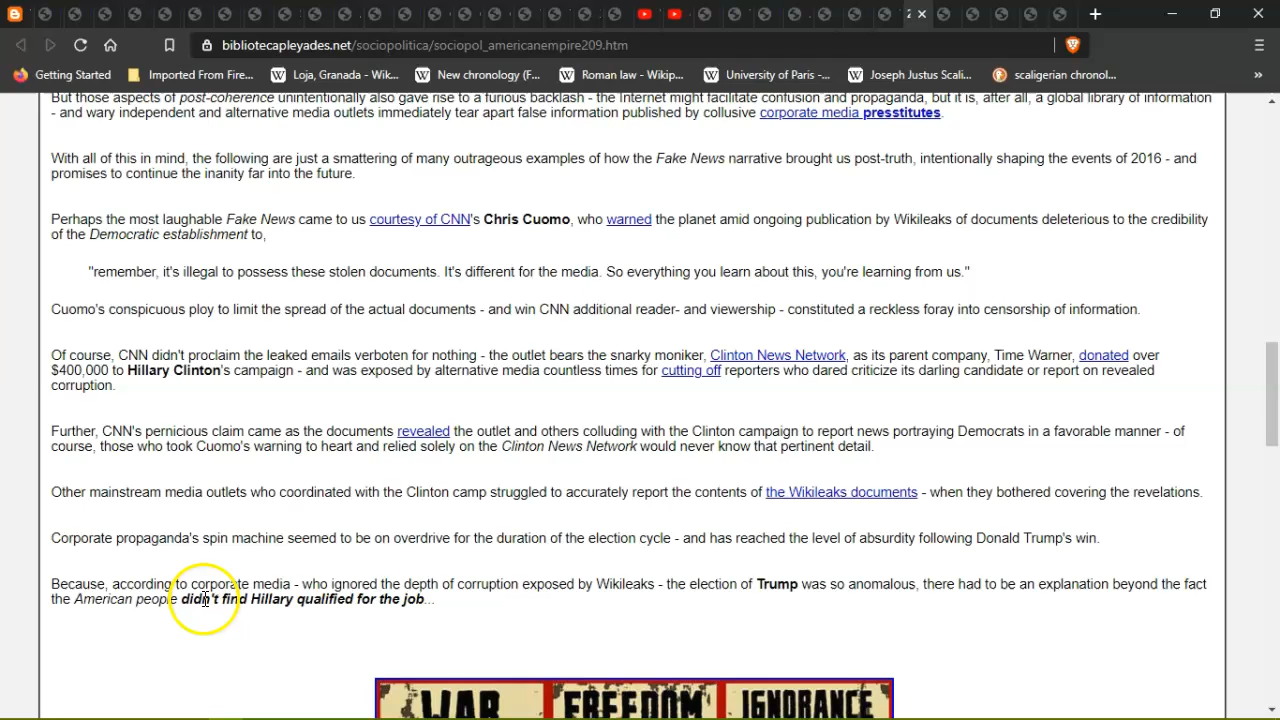 2
bibliotecapleyades.net/sociopolitica/sociopol_americanempire209.htm
Getting Started
Imported From Fire...
Loja, Granada - Wik...
New chronology (F...
Roman law - Wikip...
University of Paris -...
Joseph Justus Scali...
scaligerian chronol...
»
But those aspects of post-coherence unintentionally also gave rise to a furious backlash - the Internet might facilitate confusion and propaganda, but it is, after all, a global library of information
- and wary independent and alternative media outlets immediately tear apart false information published by collusive corporate media presstitutes.
With all of this in mind, the following are just a smattering of many outrageous examples of how the Fake News narrative brought us post-truth, intentionally shaping the events of 2016 - and
promises to continue the inanity far into the future.
Perhaps the most laughable Fake News came to us courtesy of CNN's Chris Cuomo, who warned the planet amid ongoing publication by Wikileaks of documents deleterious to the credibility
of the Democratic establishment to,
"remember, it's illegal to possess these stolen documents. It's different for the media. So everything you learn about this, you're learning from us."
Cuomo's conspicuous ploy to limit the spread of the actual documents - and win CNN additional reader- and viewership - constituted a reckless foray into censorship of information.
Of course, CNN didn't proclaim the leaked emails verboten for nothing - the outlet bears the snarky moniker, Clinton News Network, as its parent company, Time Warner, donated over
$400,000 to Hillary Clinton's campaign - and was exposed by alternative media countless times for cutting off reporters who dared criticize its darling candidate or report on revealed
corruption.
Further, CNN's pernicious claim came as the documents revealed the outlet and others colluding with the Clinton campaign to report news portraying Democrats in a favorable manner - of
course, those who took Cuomo's warning to heart and relied solely on the Clinton News Network would never know that pertinent detail.
Other mainstream media outlets who coordinated with the Clinton camp struggled to accurately report the contents of the Wikileaks documents - when they bothered covering the revelations.
Corporate propaganda's spin machine seemed to be on overdrive for the duration of the election cycle - and has reached the level of absurdity following Donald Trump's win.
Because, according to corporate media - who ignored the depth of corruption exposed by Wikileaks - the election of Trump was so anomalous, there had to be an explanation beyond the fact
the American people didn't find Hillary qualified for the job...
WAR FREEDOM IGNORANCE